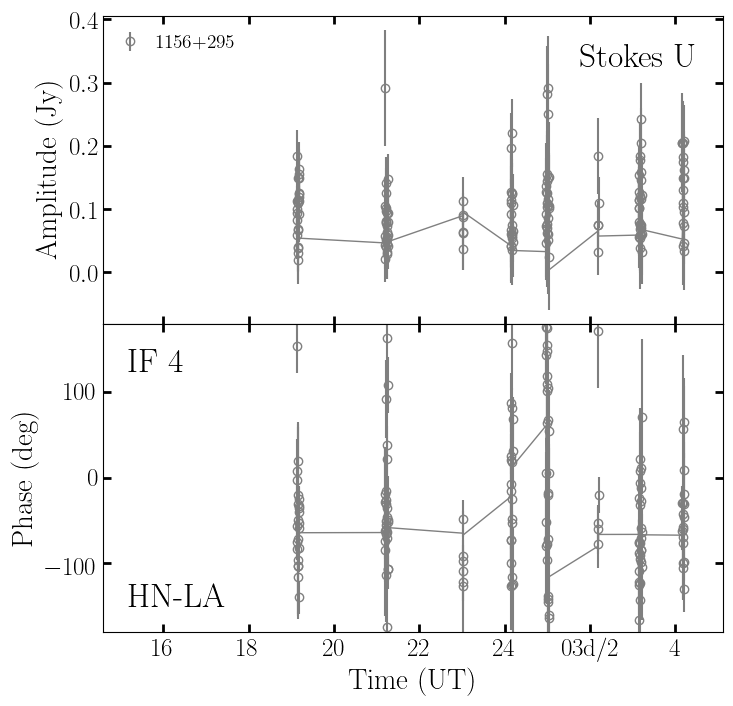 0.4
1156+295
Stokes U
0.3
0.2
0.1
0.0
Amplitude (Jy)
IF 4
100
0
−100
Phase (deg)
HN-LA
16 18 20 22 24 03d/2 4
Time (UT)